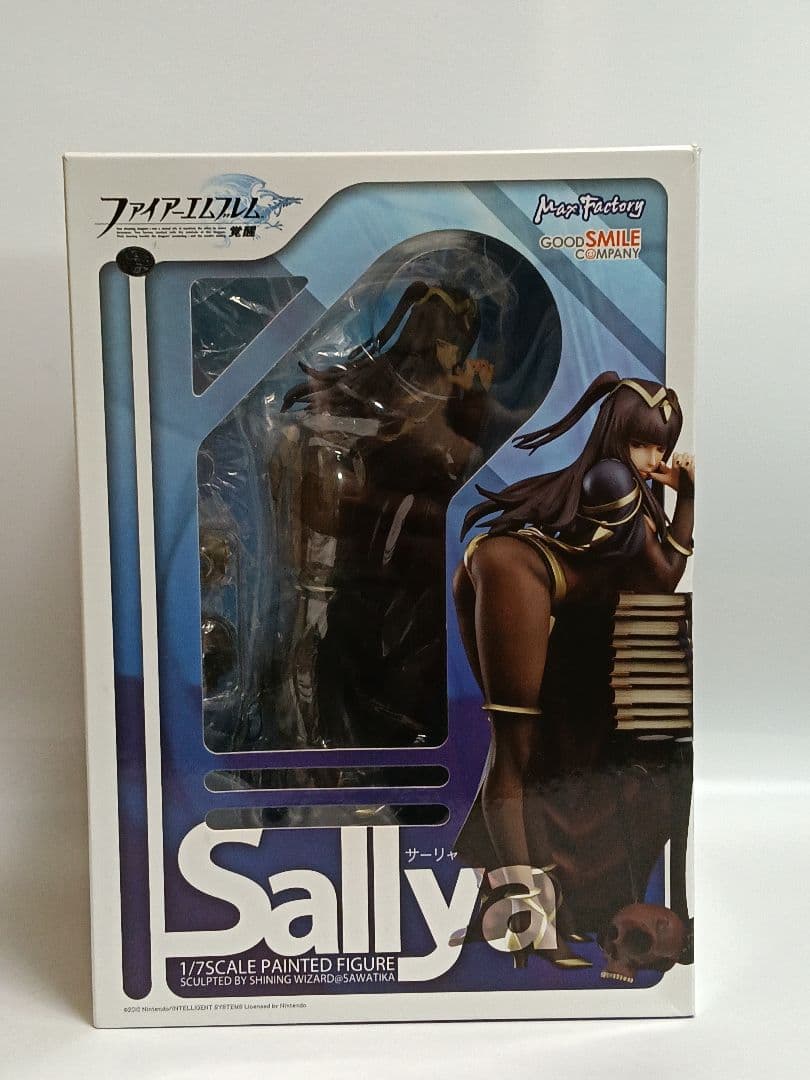 ファイアーエムブレム
覚醒
Max Factory
GOOD SMILE
COMPANY
サーリャ
Sallya
1/7SCALE PAINTED FIGURE
SCULPTED BY SHINING WIZARD@SAWATIKA
Nintendo/INTELLIGENT SYSTEMS Licensed by Nintendo